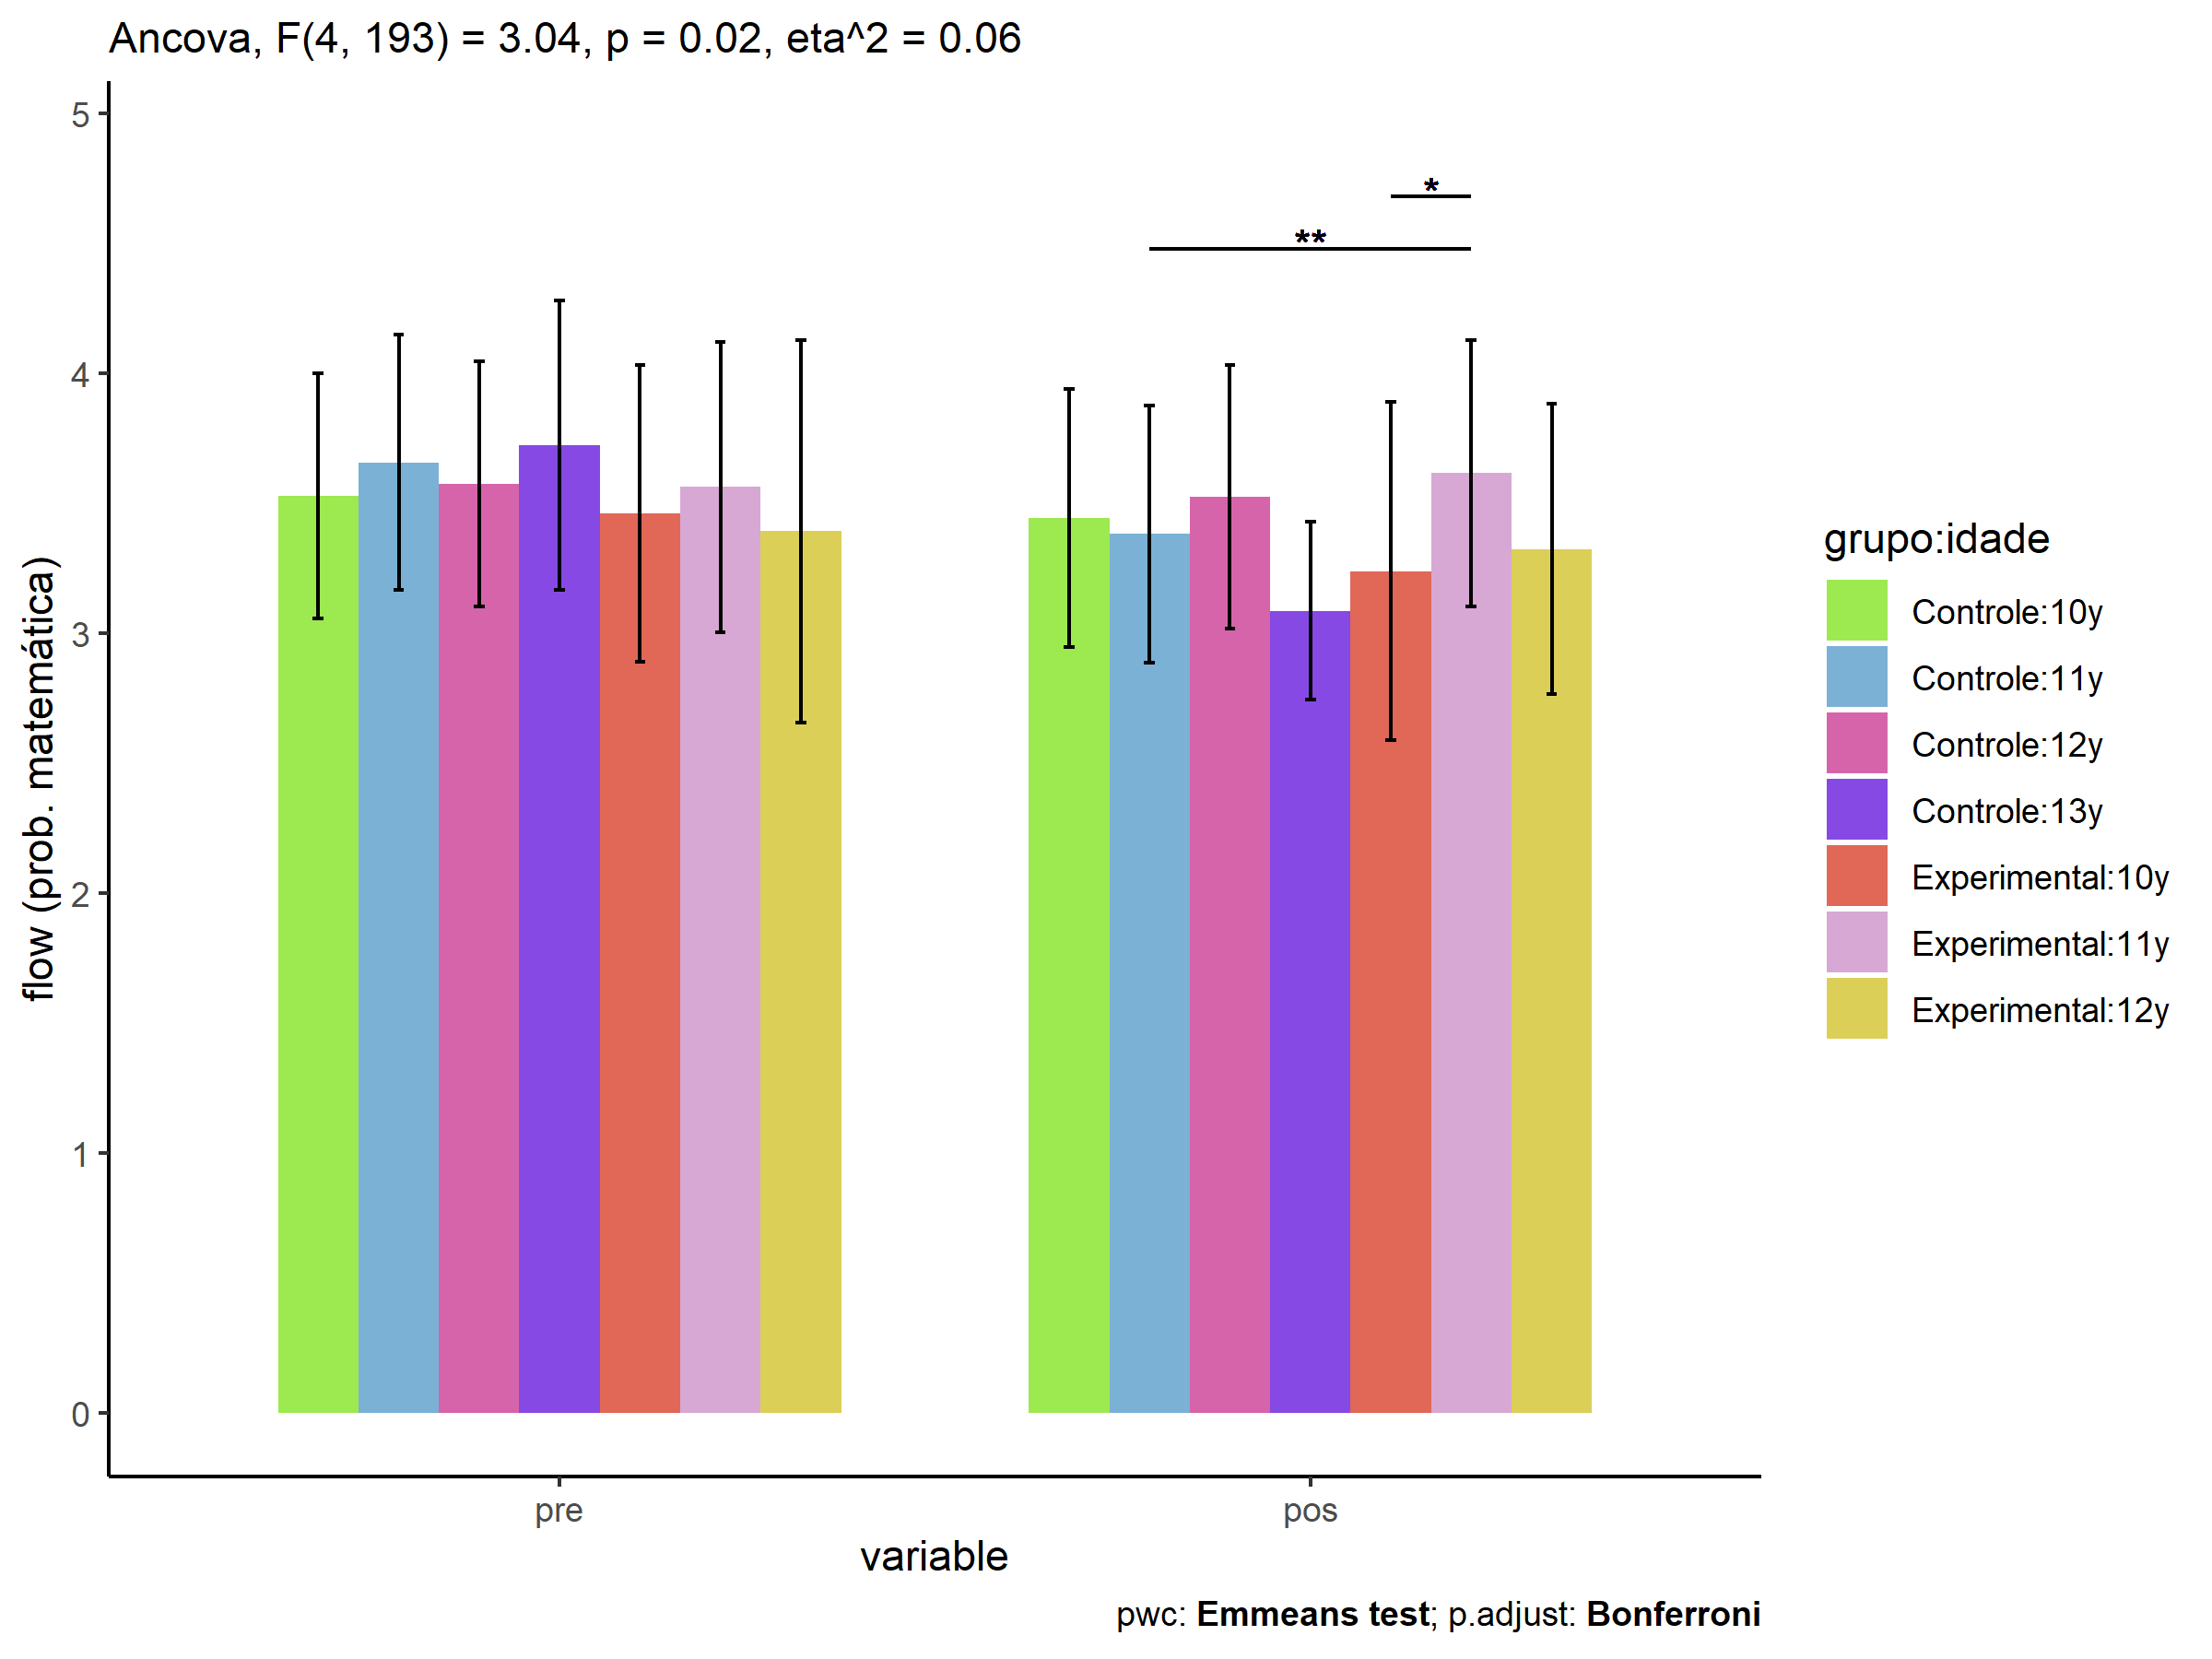 Ancova, F(4, 193) = 3.04, p = 0.02, eta^2 = 0.06
flow (prob. matemática)
5
4
3
2
1
0
*
**
pre
pos
variable
grupo:idade
Controle:10y
Controle:11y
Controle:12y
Controle:13y
Experimental:10y
Experimental:11y
Experimental:12y
pwc: Emmeans test; p.adjust: Bonferroni